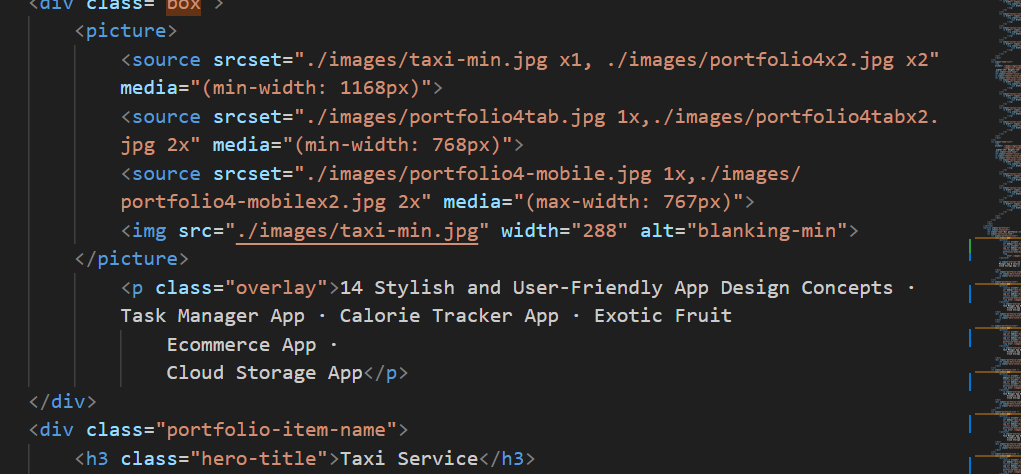 <div class="box">
<picture>
<source srcset="./images/taxi-min.jpg x1, ./images/portfolio4x2.jpg x2"
media="(min-width: 1168px)">
<source srcset="./images/portfolio4tab.jpg 1x,./images/portfolio4tabx2.
jpg 2x" media="(min-width: 768px)">
<source srcset="./images/portfolio4-mobile.jpg 1x,./images/
portfolio4-mobilex2.jpg 2x" media="(max-width: 767px)">
<img src="./images/taxi-min.jpg" width="288" alt="blanking-min">
</picture>
<p class="overlay">14 Stylish and User-Friendly App Design Concepts ·
Task Manager App · Calorie Tracker App · Exotic Fruit
Ecommerce App ·
Cloud Storage App</p>
</div>
<div class="portfolio-item-name">
<h3 class="hero-title">Taxi Service</h3>